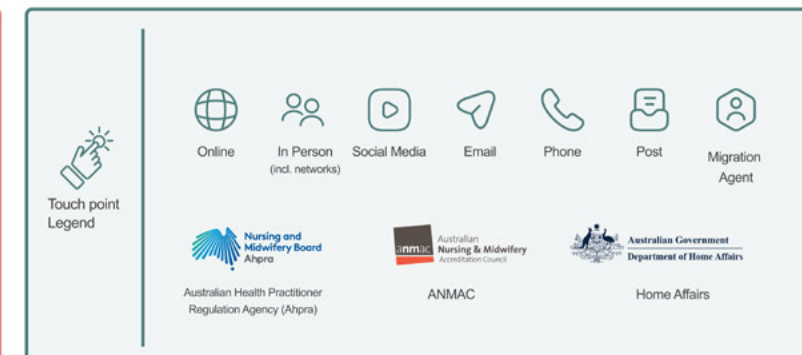 Touch point
Legend
Online
In Person
(incl. networks)
Social Media
Email
Phone
Post
Migration
Agent
Nursing and
Midwifery Board
Ahpra
Australian Health Practitioner
Regulation Agency (Ahpra)
anmac
Australian
Nursing & Midwifery
Accreditation Council
ANMAC
Australian Government
Department of Home Affairs
Home Affairs